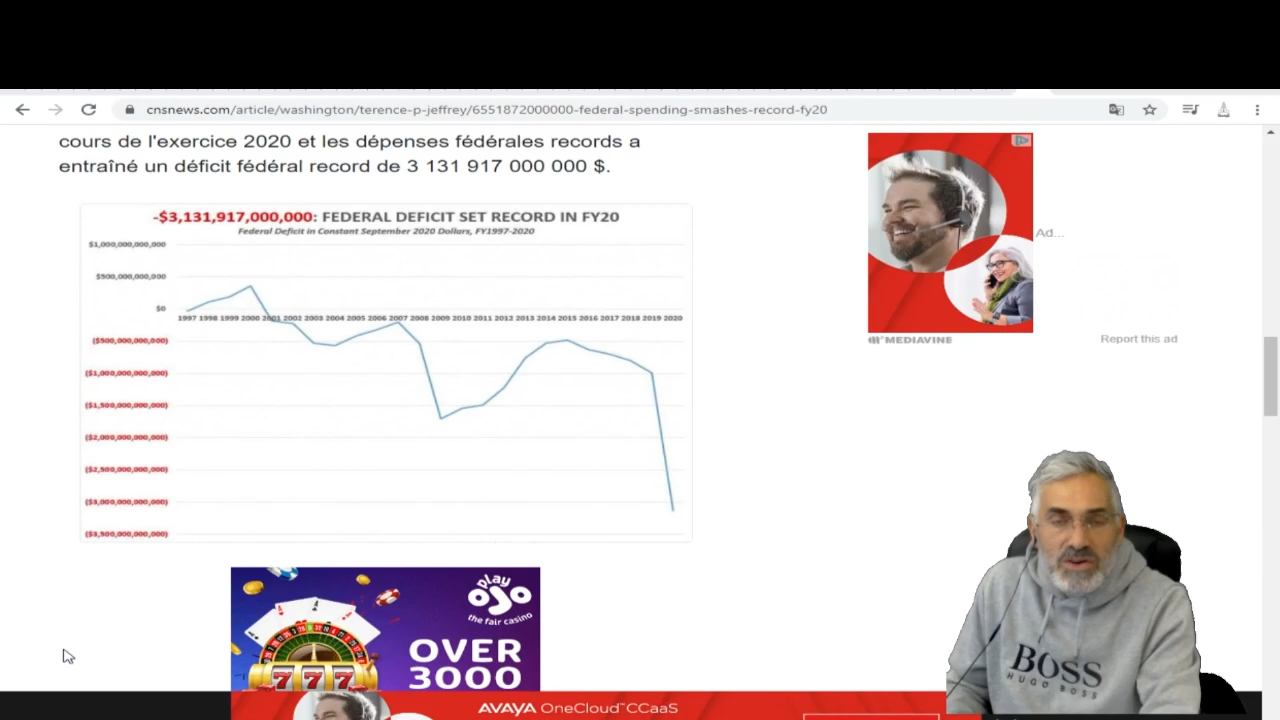 cnsnews.com/article/washington/terence-p-jeffrey/6551872000000-federal-spending-smashes-record-fy20
cours de l'exercice 2020 et les dépenses fédérales records a
entraîné un déficit fédéral record de 3 131 917 000 000 $.
-$3,131,917,000,000: FEDERAL DEFICIT SET RECORD IN FY20
Federal Deficit in Constant September 2020 Dollars, FY1997-2020
$1,000,000,000,000
$500,000,000,000
$0
1997 1998 1999 2000 2001 2002 2003 2004 2005 2006 2007 2008 2009 2010 2011 2012 2013 2014 2015 2016 2017 2018 2019 2020
($500,000,000,000)
($1,000,000,000,000)
($1,500,000,000,000)
($2,000,000,000,000)
($2,500,000,000,000)
($3,000,000,000,000)
($3,500,000,000,000)
Ad...
MEDIAVINE
Report this ad
play
OJO
the fair casino
OVER
3000
777
BOSS
HUGO BOSS
AVAYA OneCloud™CCaaS